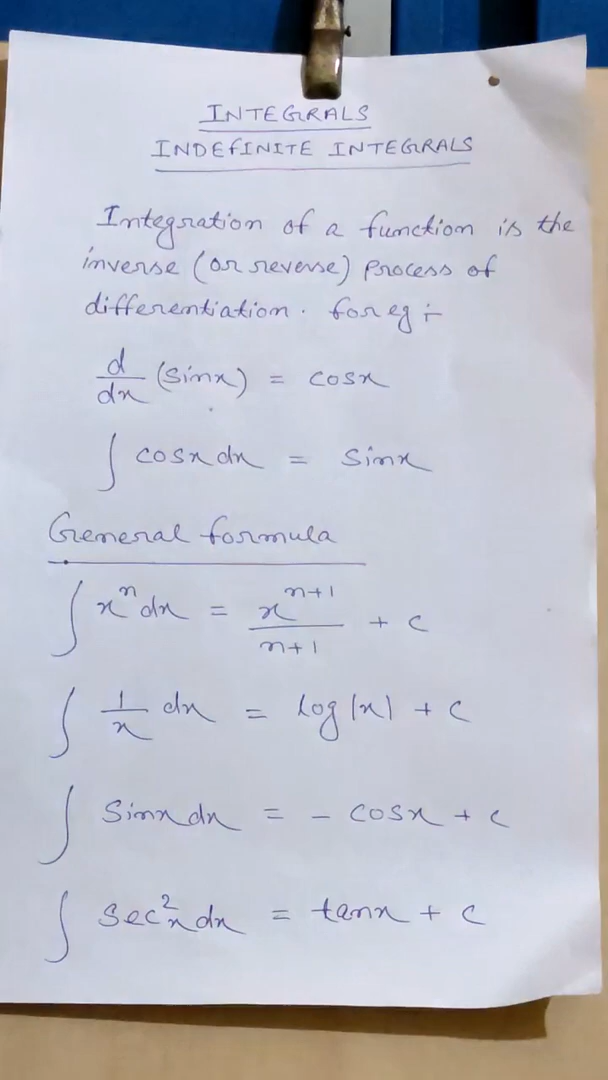 INTEGRALS
INDEFINITE INTEGRALS
Integration of a function is the
inverse (or reverse) process of
differentiation. for eg :-
d/dx (sinx) = cosx
∫ cosx dx = sinx
General formula
∫ xⁿ dx = xⁿ⁺¹/n+1 + c
∫ 1/x dx = log|x| + c
∫ sinx dx = - cosx + c
∫ sec²x dx = tanx + c